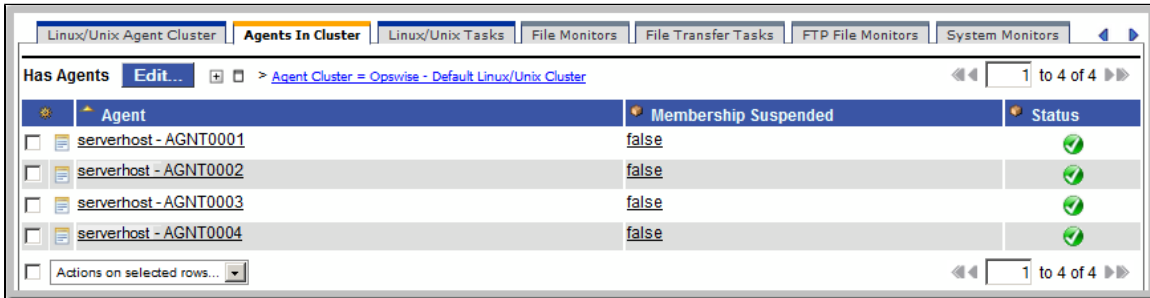 Linux/Unix Agent Cluster Agents In Cluster Linux/Unix Tasks File Monitors File Transfer Tasks FTP File Monitors System Monitors
Has Agents Edit... > Agent Cluster = Opswise - Default Linux/Unix Cluster 1 to 4 of 4
Agent Membership Suspended Status
serverhost - AGNT0001 false
serverhost - AGNT0002 false
serverhost - AGNT0003 false
serverhost - AGNT0004 false
Actions on selected rows... 1 to 4 of 4